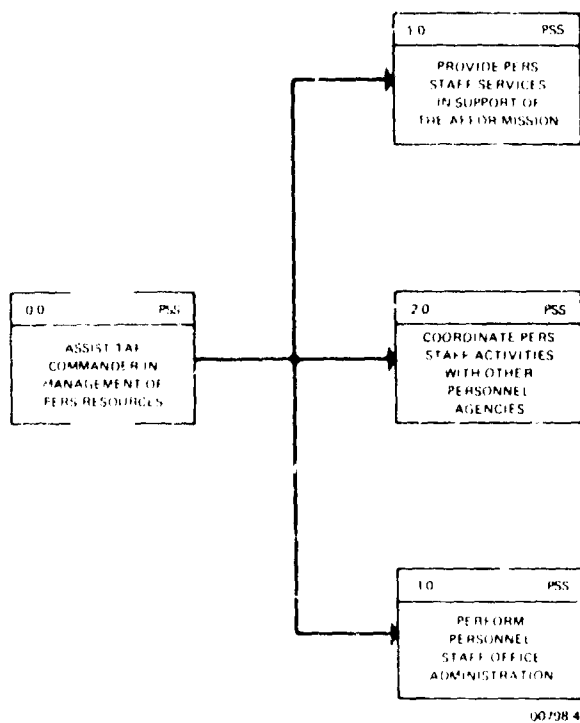 1.0 PSS
PROVIDE PERS
STAFF SERVICES
IN SUPPORT OF
THE AFFOR MISSION
0.0 PSS
ASSIST TAF
COMMANDER IN
MANAGEMENT OF
PERS RESOURCES
2.0 PSS
COORDINATE PERS
STAFF ACTIVITIES
WITH OTHER
PERSONNEL
AGENCIES
PSS
PERFORM
PERSONNEL
STAFF OFFICE
ADMINISTRATION
00798 4